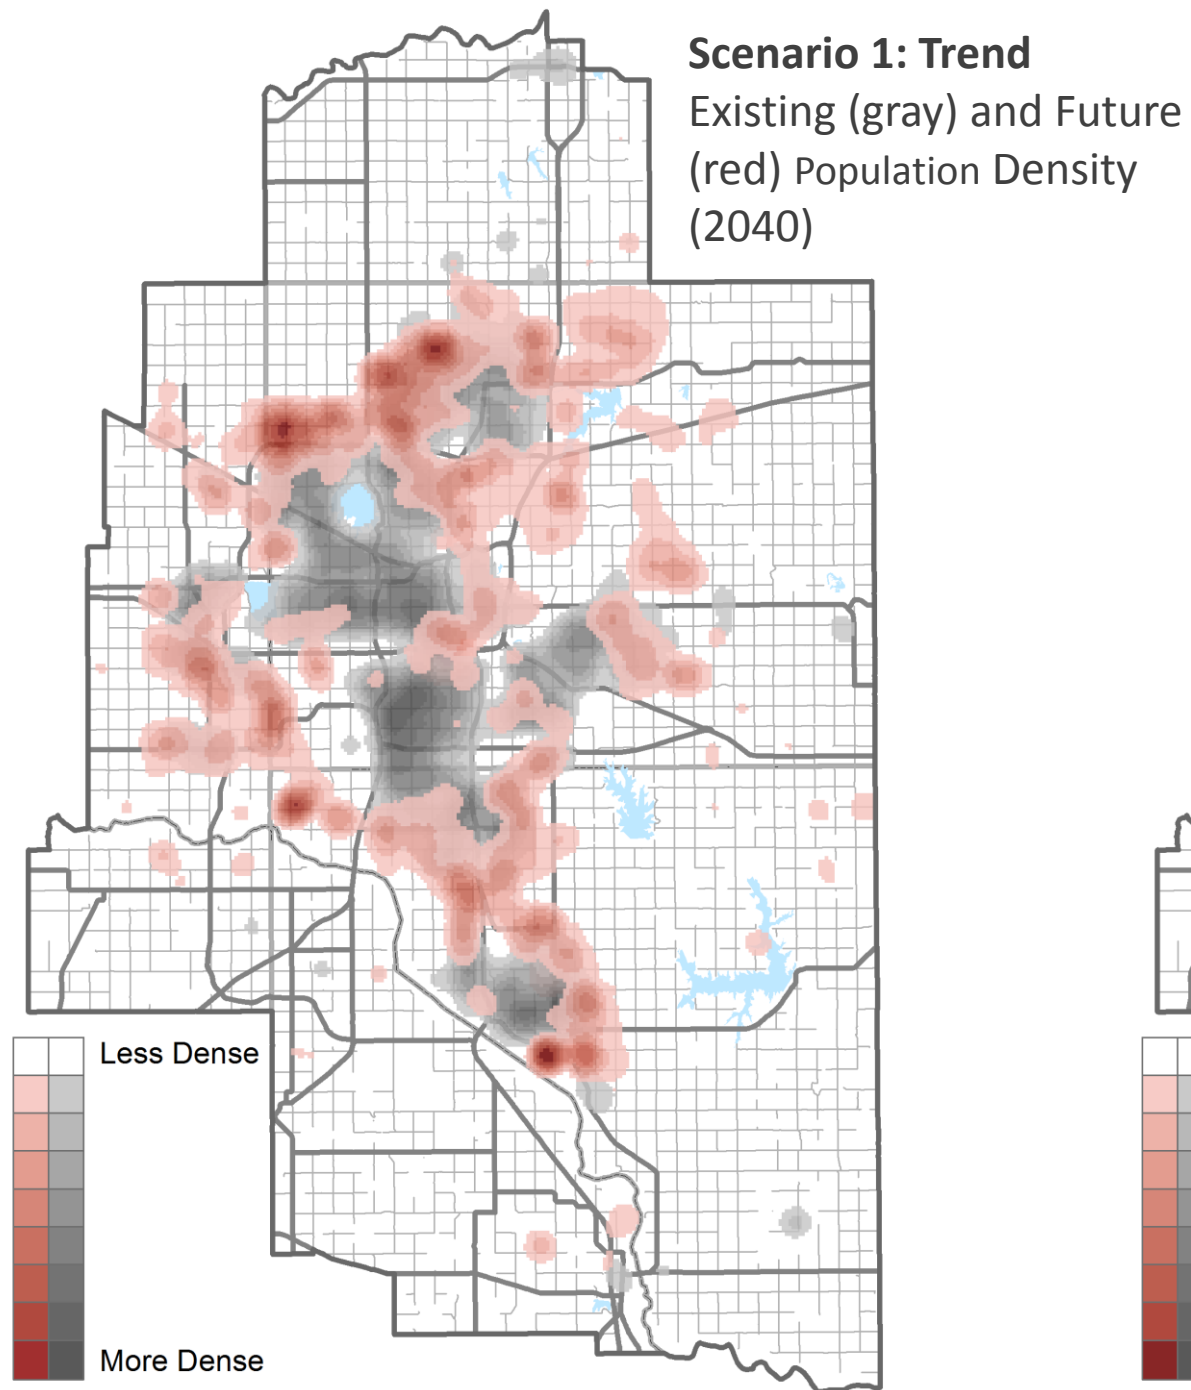 Scenario 1: Trend
Existing (gray) and Future
(red) Population Density
(2040)
Less Dense
More Dense